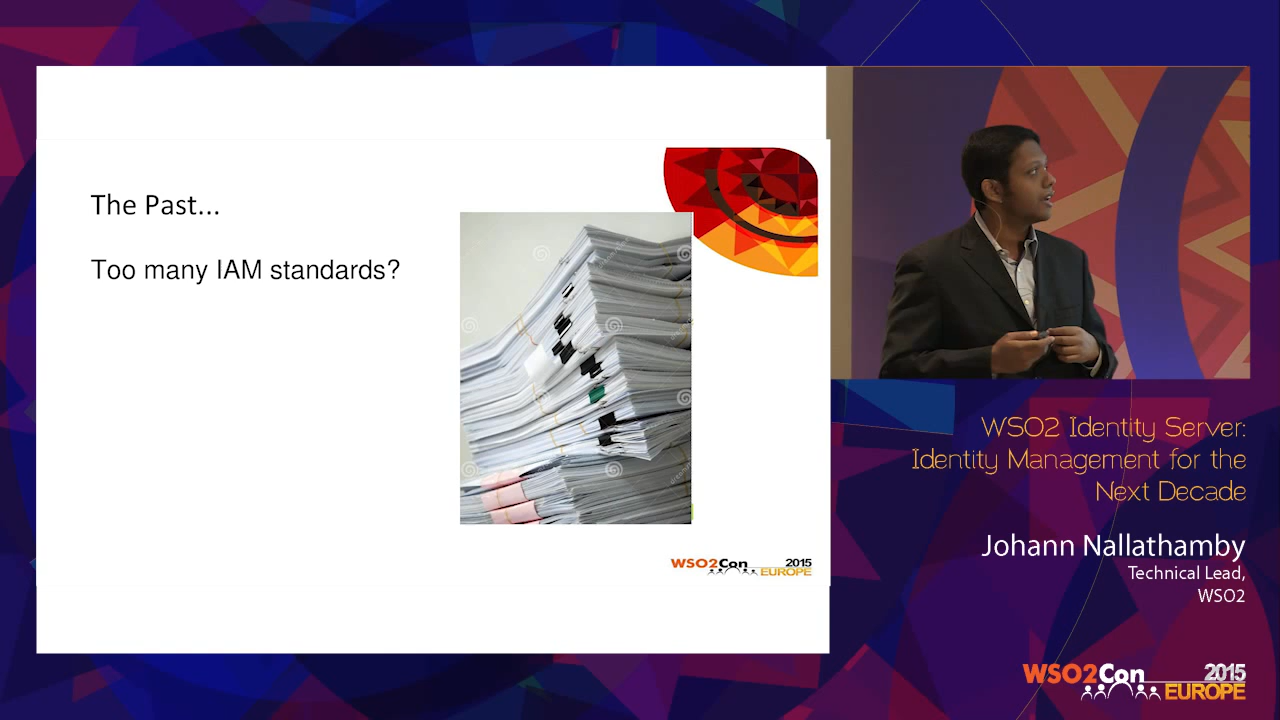 The Past...
Too many IAM standards?
WSO2Con 2015
EUROPE
WSO2 Identity Server:
Identity Management for the
Next Decade
Johann Nallathamby
Technical Lead,
WSO2
WSO2Con 2015
EUROPE